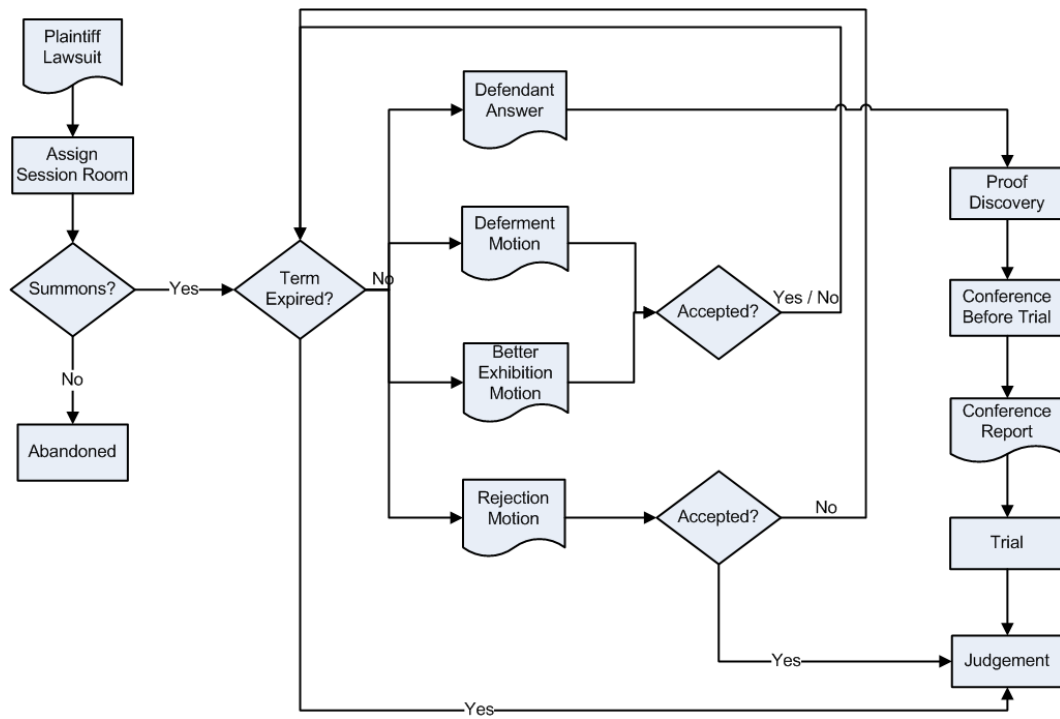 Plaintiff
Lawsuit
Assign
Session Room
Summons?
Yes
No
Abandoned
Term
Expired?
No
Yes
Defendant
Answer
Deferment
Motion
Better
Exhibition
Motion
Accepted?
Yes / No
Rejection
Motion
Accepted?
No
Yes
Proof
Discovery
Conference
Before Trial
Conference
Report
Trial
Judgement